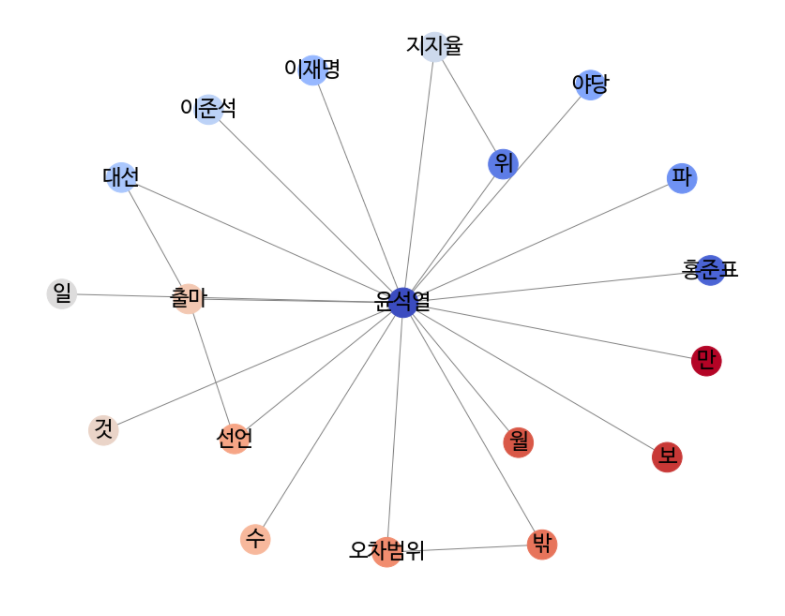 지지율
이재명
야당
이준석
위
대선
파
홍준표
일
출마
윤석열
만
것
선언
월
보
수
오차범위
밖